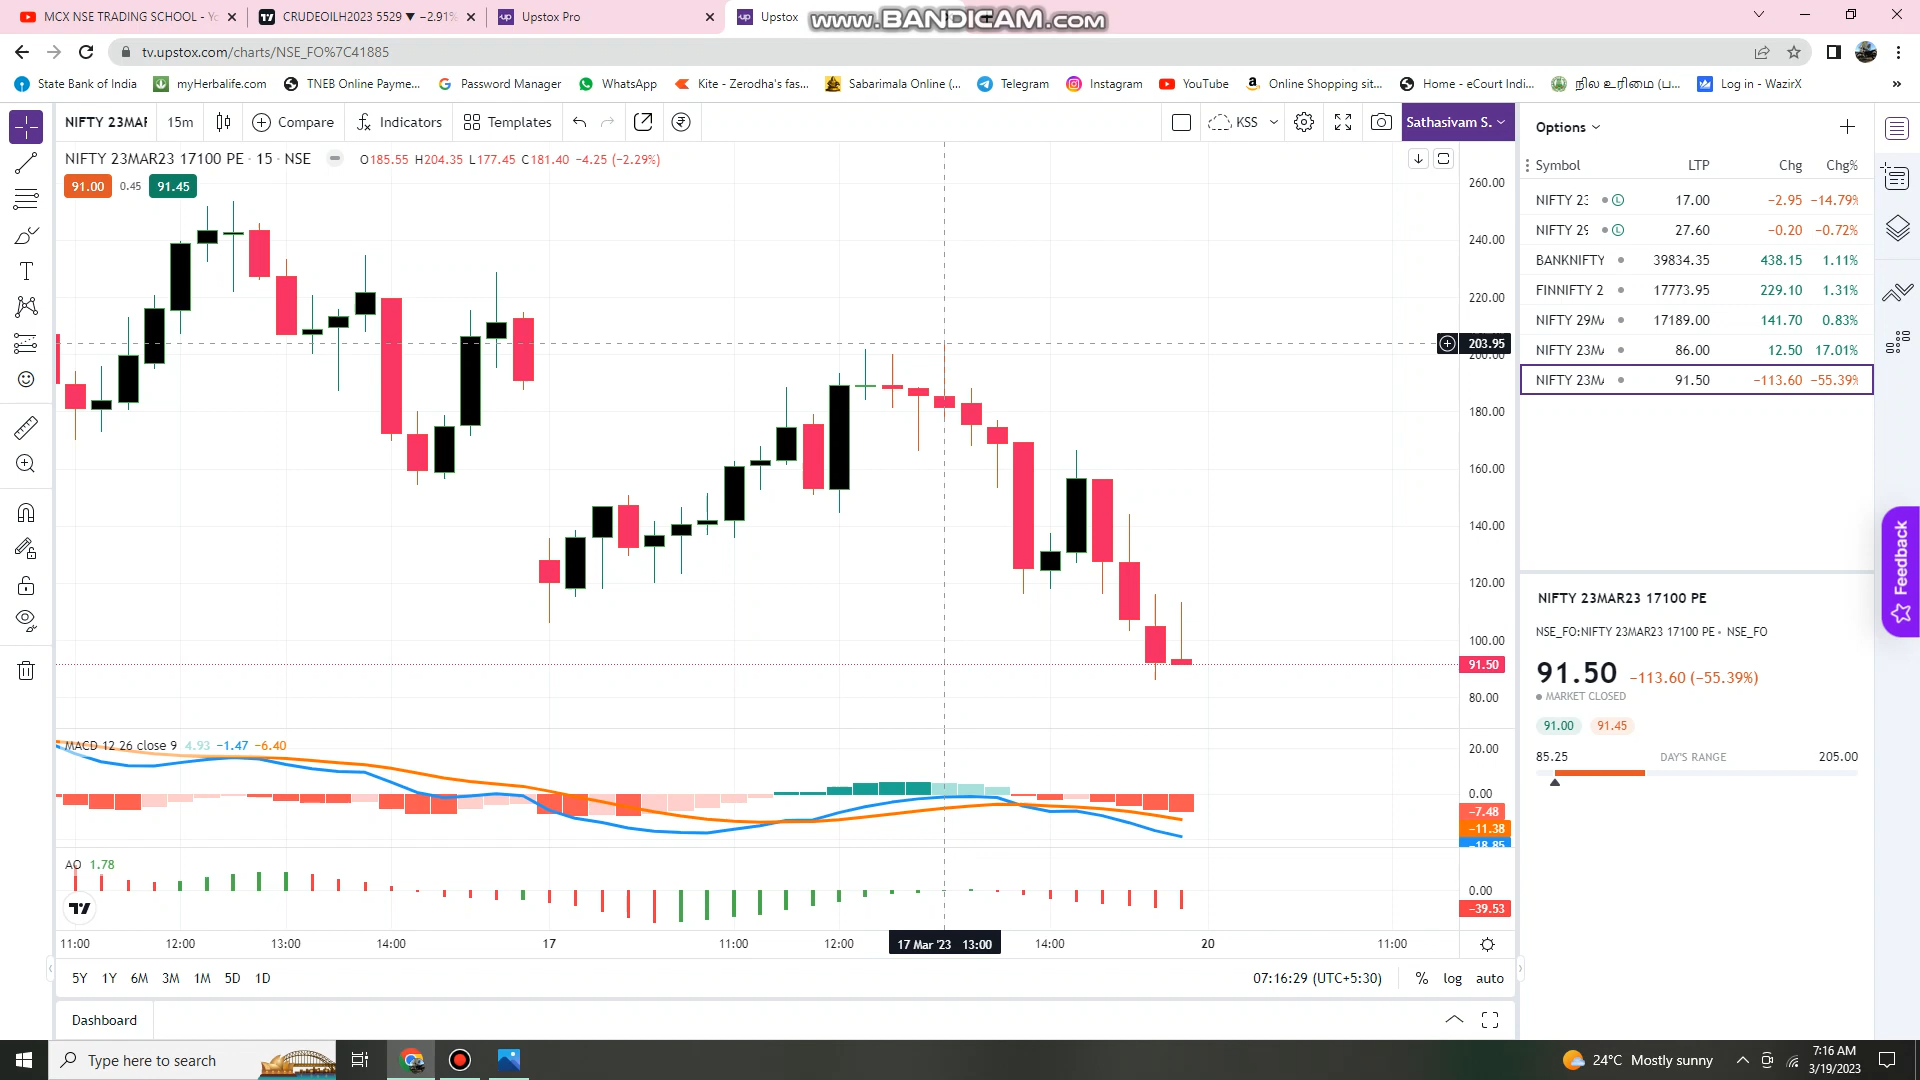 MCX NSE TRADING SCHOOL - Yo
CRUDEOILH2023 5529 ▼ −2.91%
Upstox Pro
Upstox
www.BANDICAM.com
tv.upstox.com/charts/NSE_FO%7C41885
State Bank of India
myHerbalife.com
TNEB Online Payme...
Password Manager
WhatsApp
Kite - Zerodha's fas...
Sabarimala Online (...
Telegram
Instagram
YouTube
Online Shopping sit...
Home - eCourt Indi...
நில உரிமை (ப...
Log in - WazirX
»
NIFTY 23MAR
15m
Compare
Indicators
Templates
KSS
Sathasivam S.
NIFTY 23MAR23 17100 PE · 15 · NSE
O185.55 H204.35 L177.45 C181.40 −4.25 (−2.29%)
91.00 0.45 91.45
260.00
240.00
220.00
203.95
200.00
180.00
160.00
140.00
120.00
100.00
91.50
80.00
MACD 12 26 close 9 4.93 −1.47 −6.40
20.00
0.00
−7.48
−11.38
−18.85
AO 1.78
0.00
−39.53
11:00 12:00 13:00 14:00 17 11:00 12:00 17 Mar '23 13:00 14:00 20 11:00
5Y 1Y 6M 3M 1M 5D 1D
07:16:29 (UTC+5:30) % log auto
Dashboard
Options
Symbol LTP Chg Chg%
NIFTY 23 L 17.00 −2.95 −14.79%
NIFTY 29 L 27.60 −0.20 −0.72%
BANKNIFTY 39834.35 438.15 1.11%
FINNIFTY 2 17773.95 229.10 1.31%
NIFTY 29MA 17189.00 141.70 0.83%
NIFTY 23MA 86.00 12.50 17.01%
NIFTY 23MA 91.50 −113.60 −55.39%
Feedback
NIFTY 23MAR23 17100 PE
NSE_FO:NIFTY 23MAR23 17100 PE • NSE_FO
91.50 −113.60 (−55.39%)
MARKET CLOSED
91.00 91.45
85.25 DAY'S RANGE 205.00
Type here to search
24°C Mostly sunny
7:16 AM
3/19/2023